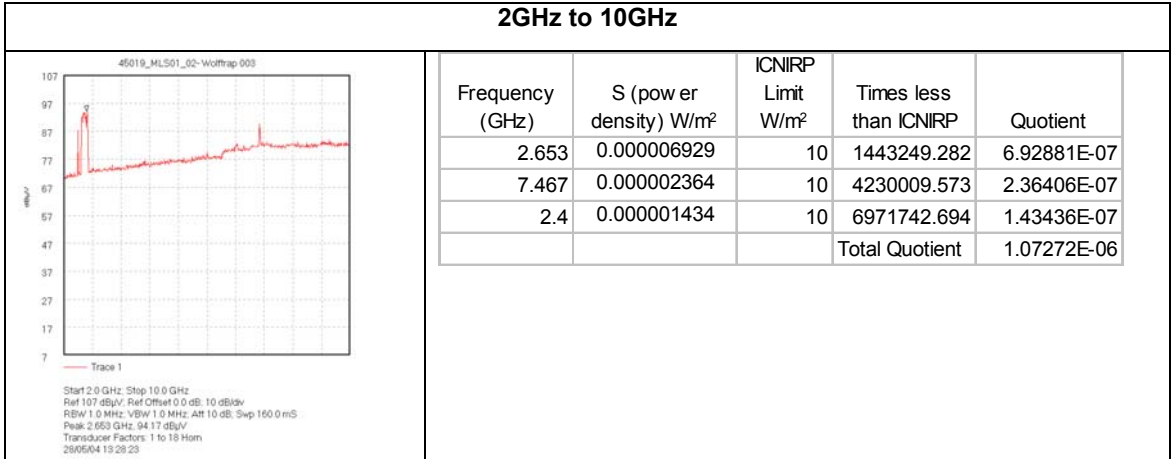 2GHz to 10GHz
45019_MLS01_02- Wolftrap 003
107
97
87
77
67
57
47
37
27
17
7
dBµV
Trace 1
Start 2.0 GHz; Stop 10.0 GHz
Ref 107 dBµV; Ref Offset 0.0 dB; 10 dB/div
RBW 1.0 MHz; VBW 1.0 MHz; Att 10 dB; Swp 160.0 mS
Peak 2.653 GHz, 94.17 dBµV
Transducer Factors: 1 to 18 Horn
28/05/04 13:28:23
Frequency (GHz) S (pow er density) W/m² ICNIRP Limit W/m² Times less than ICNIRP Quotient
2.653 0.000006929 10 1443249.282 6.92881E-07
7.467 0.000002364 10 4230009.573 2.36406E-07
2.4 0.000001434 10 6971742.694 1.43436E-07
Total Quotient 1.07272E-06